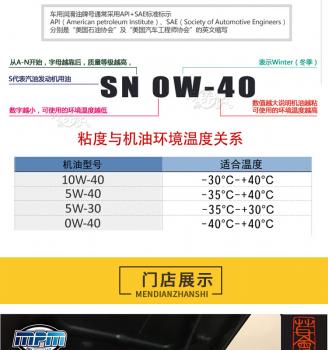 车用润滑油牌号通常采用API+SAE标准标示
API（American petroleum Institute）、SAE（Society of Automotive Engineers）
分别是“美国石油协会”及“美国汽车工程师协会”的英文缩写
从A-N开始，字母越靠后，质量等级越高，
表示Winter（冬季）
S代表汽油发动机用油
SN 0W-40
数字越小，可使用的环境温度越低
数值越大说明机油越粘
可使用的环境温度越高
粘度与机油环境温度关系
机油型号 适合温度
10W-40 -30°C-+40°C
5W-40 -35°C-+40°C
5W-30 -35°C-+30°C
0W-40 -40°C-+40°C
门店展示
MENDIANZHANSHI
MPM